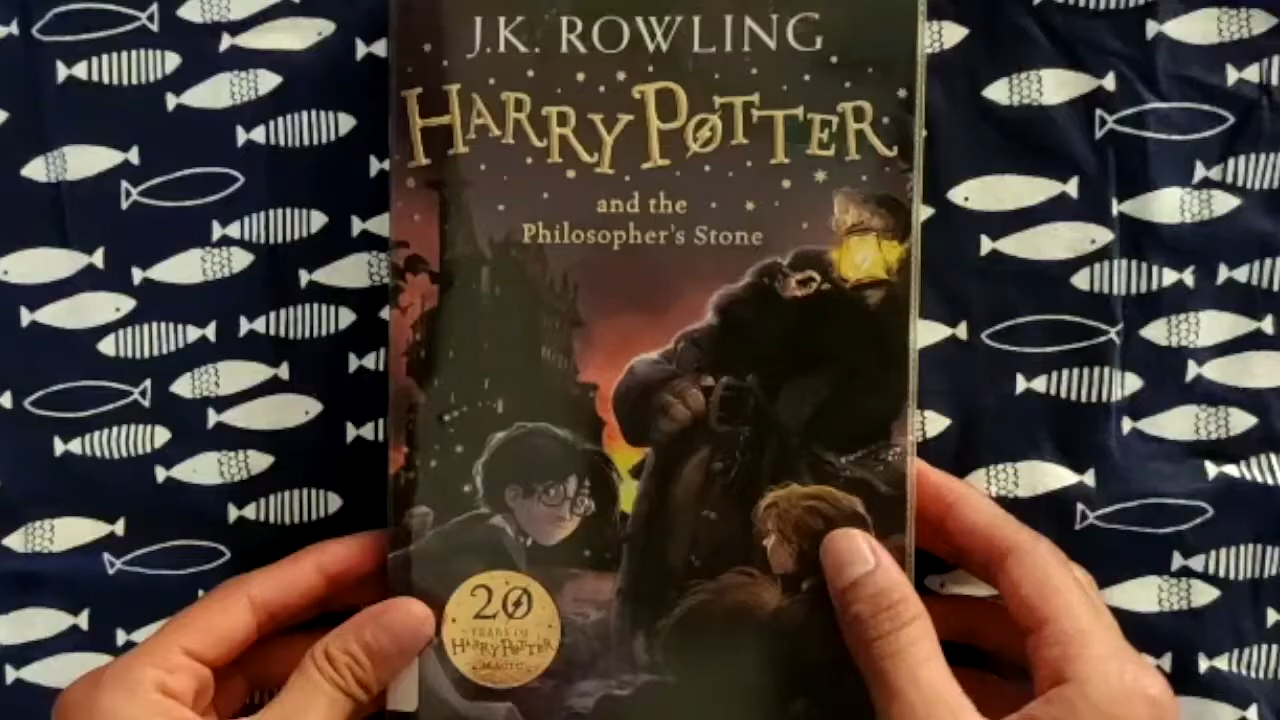 J.K. ROWLING
HARRY POTTER
and the
Philosopher's Stone
20
YEARS OF
HARRY POTTER
MAGIC